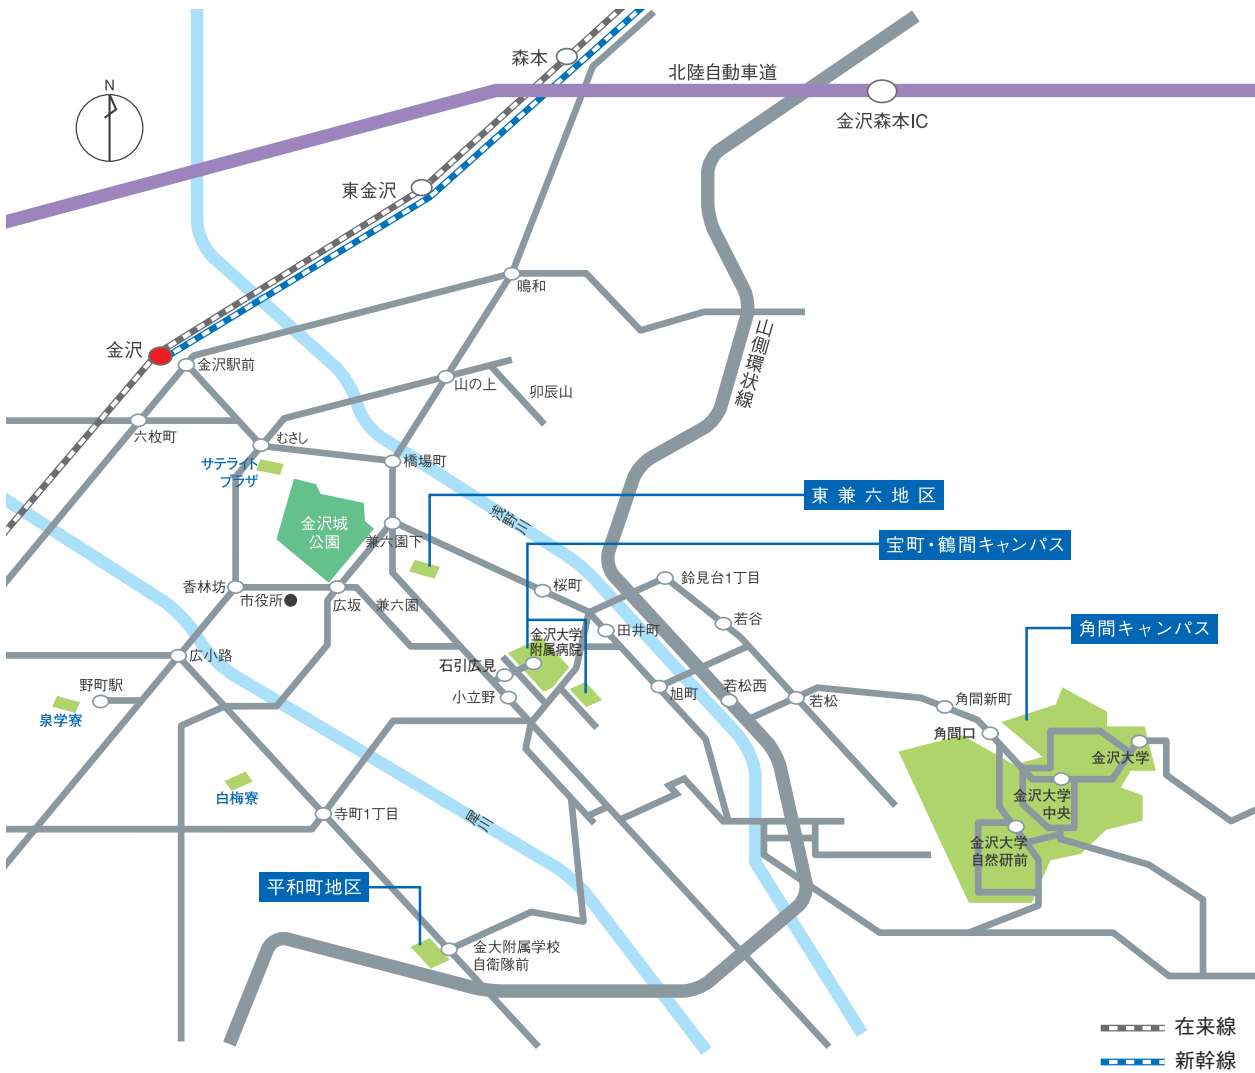 N
森本
北陸自動車道
金沢森本IC
東金沢
鳴和
山側環状線
金沢
金沢駅前
山の上
卯辰山
六枚町
むさし
サテライト
プラザ
橋場町
東兼六地区
浅野川
金沢城
公園
兼六園下
宝町・鶴間キャンパス
香林坊
市役所
広坂
兼六園
桜町
鈴見台1丁目
若谷
田井町
角間キャンパス
金沢大学
附属病院
広小路
石引広見
小立野
旭町
若松西
若松
野町駅
泉学寮
角間新町
角間口
金沢大学
金沢大学
中央
白梅寮
寺町1丁目
犀川
金沢大学
自然研前
平和町地区
金大附属学校
自衛隊前
在来線
新幹線